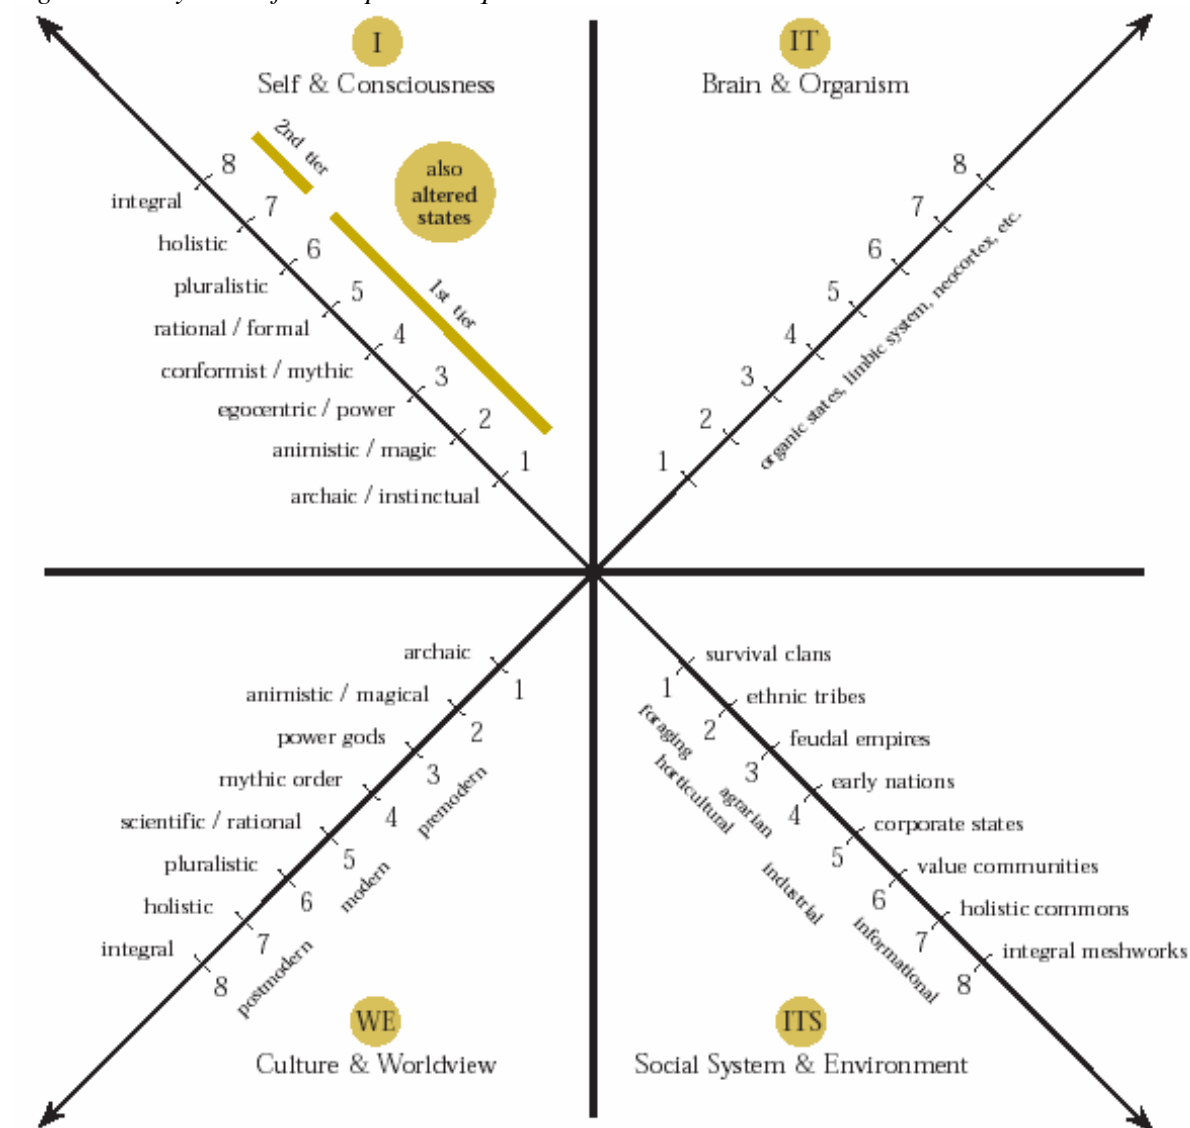 I
Self & Consciousness
2nd tier
also
altered
states
1st tier
8
integral
7
holistic
6
pluralistic
5
rational / formal
4
conformist / mythic
3
egocentric / power
2
animistic / magic
1
archaic / instinctual
IT
Brain & Organism
8
7
6
5
4
3
2
1
organic states, limbic system, neocortex, etc.
archaic
1
animistic / magical
2
power gods
3
mythic order
4
scientific / rational
5
pluralistic
6
holistic
7
integral
8
premodern
modern
postmodern
WE
Culture & Worldview
survival clans
1
ethnic tribes
2
feudal empires
3
early nations
4
corporate states
5
value communities
6
holistic commons
7
integral meshworks
8
foraging
horticultural
agrarian
industrial
informational
ITS
Social System & Environment